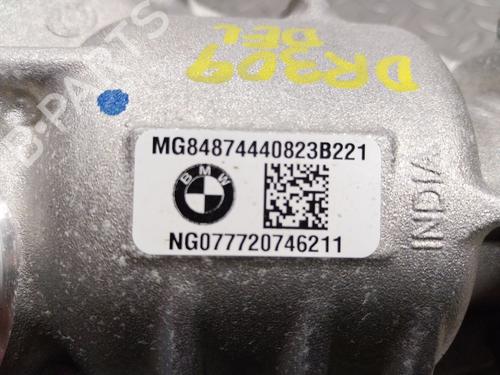 B-PARTS
DR309
DEL
MG84874440823B221
BMW
NG077720746211
INDIA